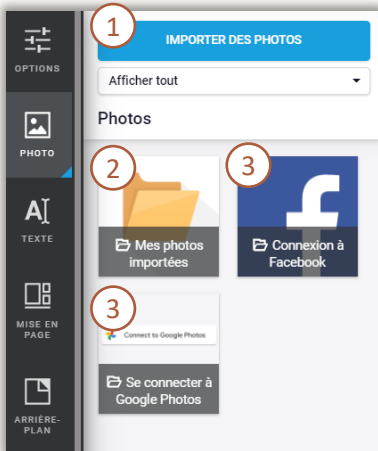 OPTIONS
PHOTO
TEXTE
MISE EN
PAGE
ARRIÈRE-
PLAN
1
IMPORTER DES PHOTOS
Afficher tout
Photos
2
Mes photos
importées
3
Connexion à
Facebook
3
Connect to Google Photos
Se connecter à
Google Photos